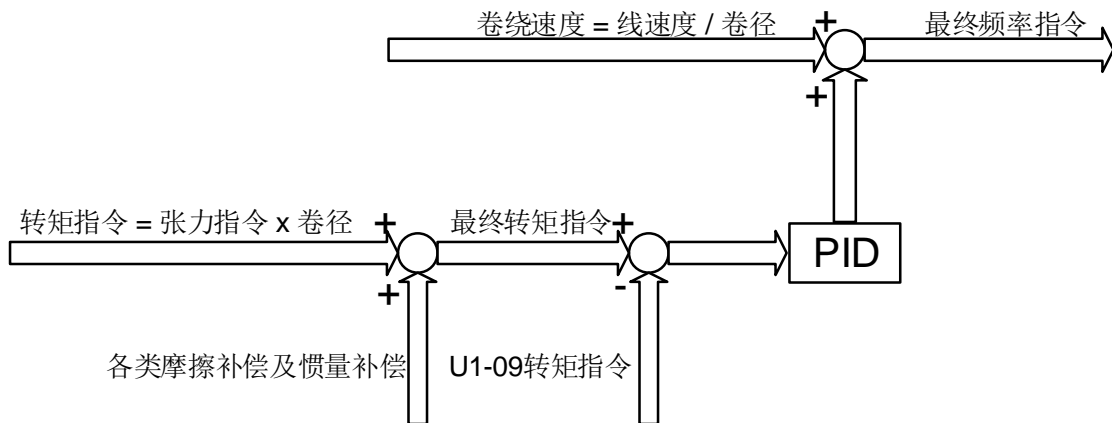 卷绕速度 = 线速度 / 卷径
+
最终频率指令
+
转矩指令 = 张力指令 x 卷径
+
最终转矩指令
+
PID
+
-
各类摩擦补偿及惯量补偿
U1-09转矩指令